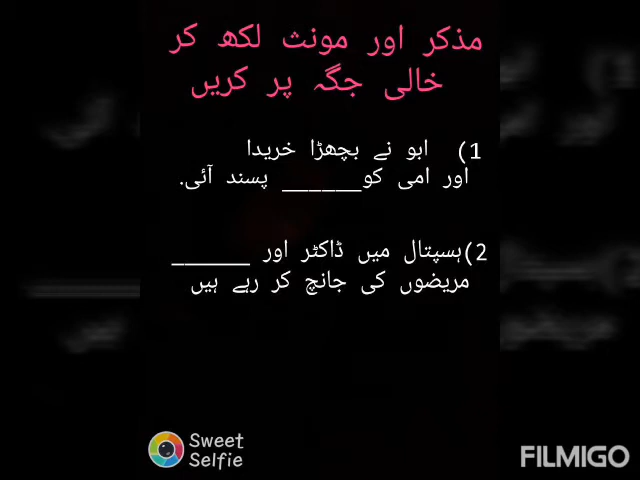 مذکر اور مونث لکھ کر
خالی جگہ پر کریں
1) ابو نے بچھڑا خریدا
اور امی کو______ پسند آئی.
2)ہسپتال میں ڈاکٹر اور ______
مریضوں کی جانچ کر رہے ہیں
Sweet
Selfie
FILMIGO